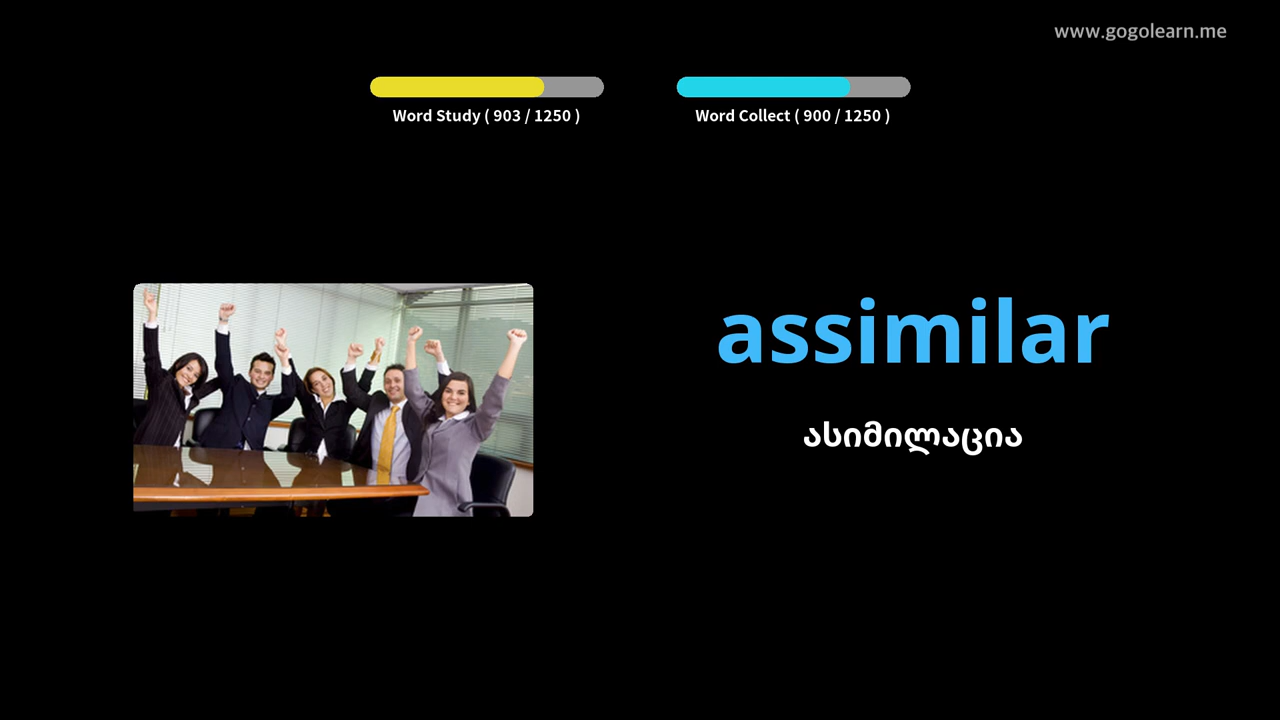 www.gogolearn.me
Word Study ( 903 / 1250 )
Word Collect ( 900 / 1250 )
assimilar
ასიმილაცია